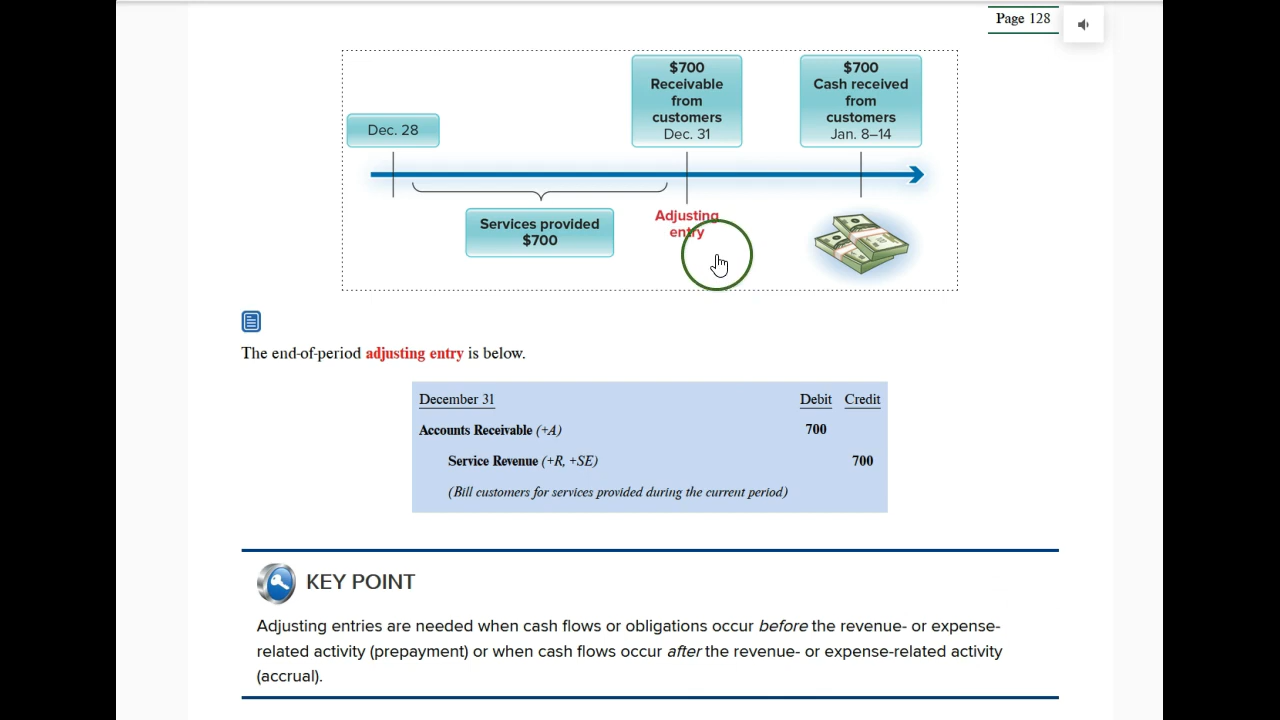 Page 128
$700
Receivable
from
customers
Dec. 31
$700
Cash received
from
customers
Jan. 8–14
Dec. 28
Services provided
$700
Adjusting
entry
The end-of-period adjusting entry is below.
December 31 Debit Credit
Accounts Receivable (+A) 700
Service Revenue (+R, +SE) 700
(Bill customers for services provided during the current period)
KEY POINT
Adjusting entries are needed when cash flows or obligations occur before the revenue- or expense-
related activity (prepayment) or when cash flows occur after the revenue- or expense-related activity
(accrual).